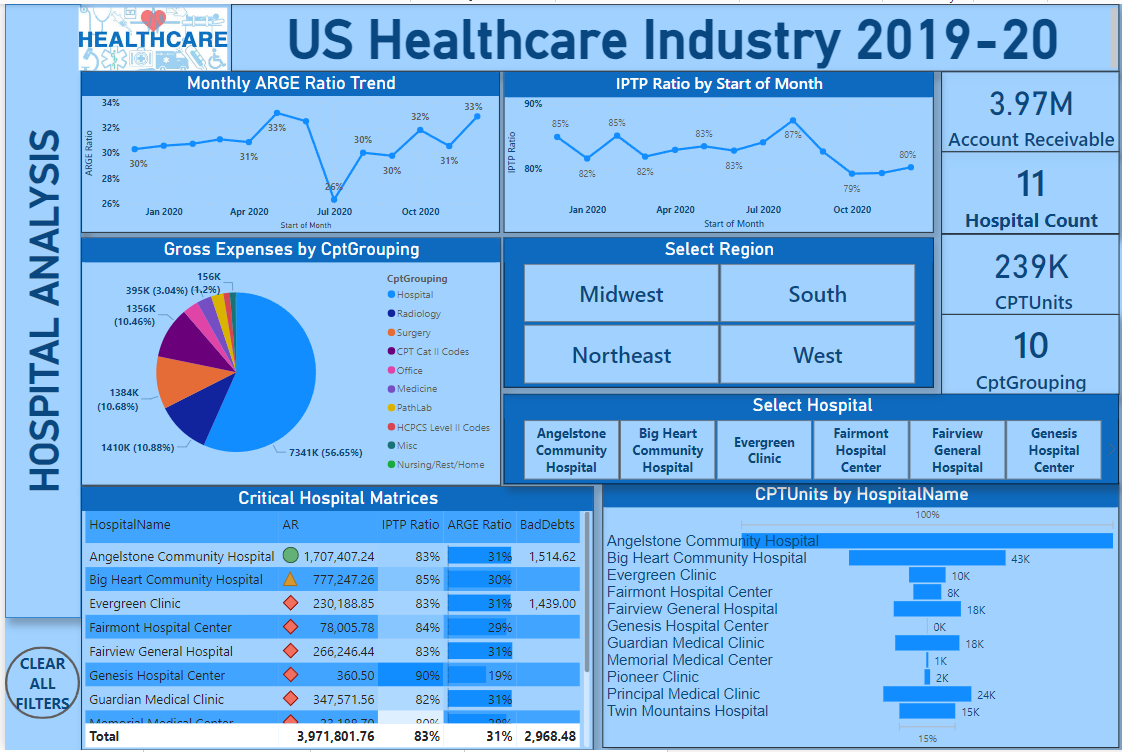 HEALTHCARE
US Healthcare Industry 2019-20
HOSPITAL ANALYSIS
Monthly ARGE Ratio Trend
ARGE Ratio
34%
32%
30%
28%
26%
30%
31%
33%
26%
30%
30%
32%
31%
33%
Jan 2020
Apr 2020
Jul 2020
Oct 2020
Start of Month
IPTP Ratio by Start of Month
IPTP Ratio
90%
80%
85%
82%
85%
82%
83%
83%
87%
79%
80%
Jan 2020
Apr 2020
Jul 2020
Oct 2020
Start of Month
3.97M
Account Receivable
11
Hospital Count
239K
CPTUnits
10
CptGrouping
Gross Expenses by CptGrouping
156K
(1.2%)
395K (3.04%)
1356K
(10.46%)
1384K
(10.68%)
1410K (10.88%)
7341K (56.65%)
CptGrouping
Hospital
Radiology
Surgery
CPT Cat II Codes
Office
Medicine
PathLab
HCPCS Level II Codes
Misc
Nursing/Rest/Home
Select Region
Midwest
South
Northeast
West
Select Hospital
Angelstone
Community
Hospital
Big Heart
Community
Hospital
Evergreen
Clinic
Fairmont
Hospital
Center
Fairview
General
Hospital
Genesis
Hospital
Center
Critical Hospital Matrices
HospitalName AR IPTP Ratio ARGE Ratio BadDebts
Angelstone Community Hospital 1,707,407.24 83% 31% 1,514.62
Big Heart Community Hospital 777,247.26 85% 30%
Evergreen Clinic 230,188.85 83% 31% 1,439.00
Fairmont Hospital Center 78,005.78 84% 29%
Fairview General Hospital 266,246.44 83% 31%
Genesis Hospital Center 360.50 90% 19%
Guardian Medical Clinic 347,571.56 82% 31%
Memorial Medical Center
Total 3,971,801.76 83% 31% 2,968.48
CPTUnits by HospitalName
100%
Angelstone Community Hospital
Big Heart Community Hospital 43K
Evergreen Clinic 10K
Fairmont Hospital Center 8K
Fairview General Hospital 18K
Genesis Hospital Center 0K
Guardian Medical Clinic 18K
Memorial Medical Center 1K
Pioneer Clinic 2K
Principal Medical Clinic 24K
Twin Mountains Hospital 15K
15%
CLEAR
ALL
FILTERS